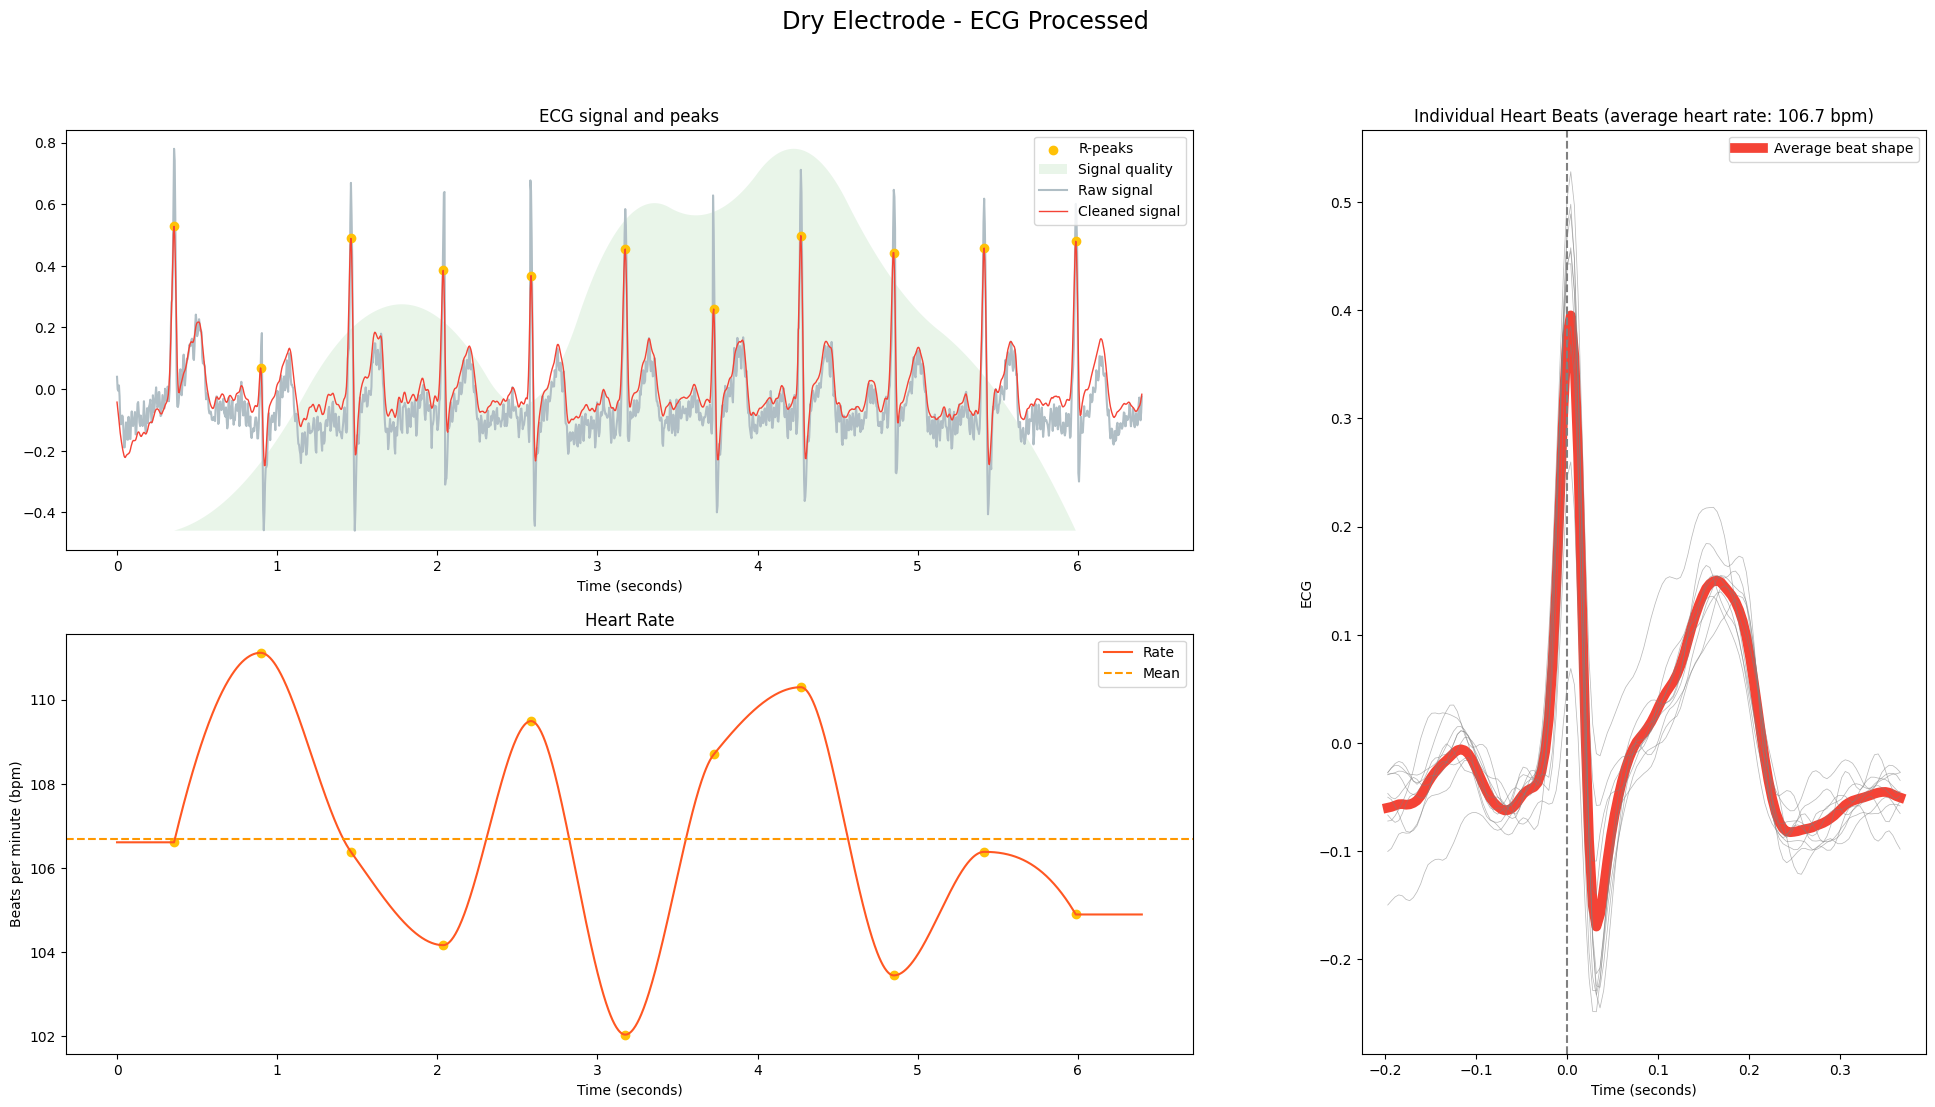 Dry Electrode - ECG Processed
ECG signal and peaks
R-peaks
Signal quality
Raw signal
Cleaned signal
0.8
0.6
0.4
0.2
0.0
−0.2
−0.4
0 1 2 3 4 5 6
Time (seconds)
Heart Rate
Rate
Mean
Beats per minute (bpm)
110
108
106
104
102
0 1 2 3 4 5 6
Time (seconds)
Individual Heart Beats (average heart rate: 106.7 bpm)
Average beat shape
ECG
0.5
0.4
0.3
0.2
0.1
0.0
−0.1
−0.2
−0.2 −0.1 0.0 0.1 0.2 0.3
Time (seconds)